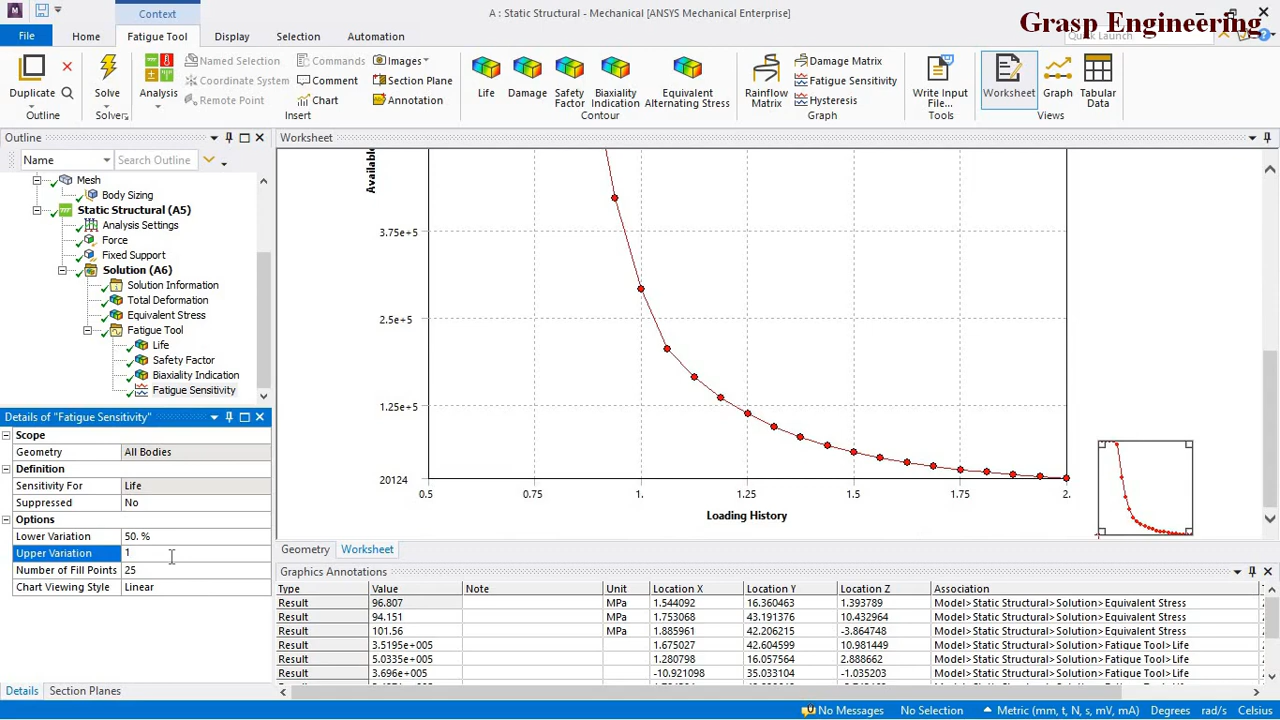 Context
A : Static Structural - Mechanical [ANSYS Mechanical Enterprise]
Grasp Engineering
File
Home
Fatigue Tool
Display
Selection
Automation
Quick Launch
Duplicate
Outline
Solve
Solver
Analysis
Named Selection
Coordinate System
Remote Point
Commands
Comment
Chart
Images
Section Plane
Annotation
Insert
Life
Damage
Safety Factor
Biaxiality Indication
Equivalent Alternating Stress
Contour
Rainflow Matrix
Damage Matrix
Fatigue Sensitivity
Hysteresis
Graph
Write Input File...
Tools
Worksheet
Graph
Tabular Data
Views
Outline
Name
Search Outline
Mesh
Body Sizing
Static Structural (A5)
Analysis Settings
Force
Fixed Support
Solution (A6)
Solution Information
Total Deformation
Equivalent Stress
Fatigue Tool
Life
Safety Factor
Biaxiality Indication
Fatigue Sensitivity
Details of "Fatigue Sensitivity"
Scope
Geometry All Bodies
Definition
Sensitivity For Life
Suppressed No
Options
Lower Variation 50. %
Upper Variation 1
Number of Fill Points 25
Chart Viewing Style Linear
Details Section Planes
Worksheet
Available
3.75e+5
2.5e+5
1.25e+5
20124
0.5 0.75 1. 1.25 1.5 1.75 2.
Loading History
Geometry Worksheet
Graphics Annotations
Type Value Note Unit Location X Location Y Location Z Association
Result 96.807 MPa 1.544092 16.360463 1.393789 Model>Static Structural>Solution>Equivalent Stress
Result 94.151 MPa 1.753068 43.191376 10.432964 Model>Static Structural>Solution>Equivalent Stress
Result 101.56 MPa 1.885961 42.206215 -3.864748 Model>Static Structural>Solution>Equivalent Stress
Result 3.5195e+005 1.675027 42.604599 10.981449 Model>Static Structural>Solution>Fatigue Tool>Life
Result 5.0335e+005 1.280798 16.057564 2.888662 Model>Static Structural>Solution>Fatigue Tool>Life
Result 3.696e+005 -10.921098 35.033104 -1.035203 Model>Static Structural>Solution>Fatigue Tool>Life
No Messages No Selection Metric (mm, t, N, s, mV, mA) Degrees rad/s Celsius